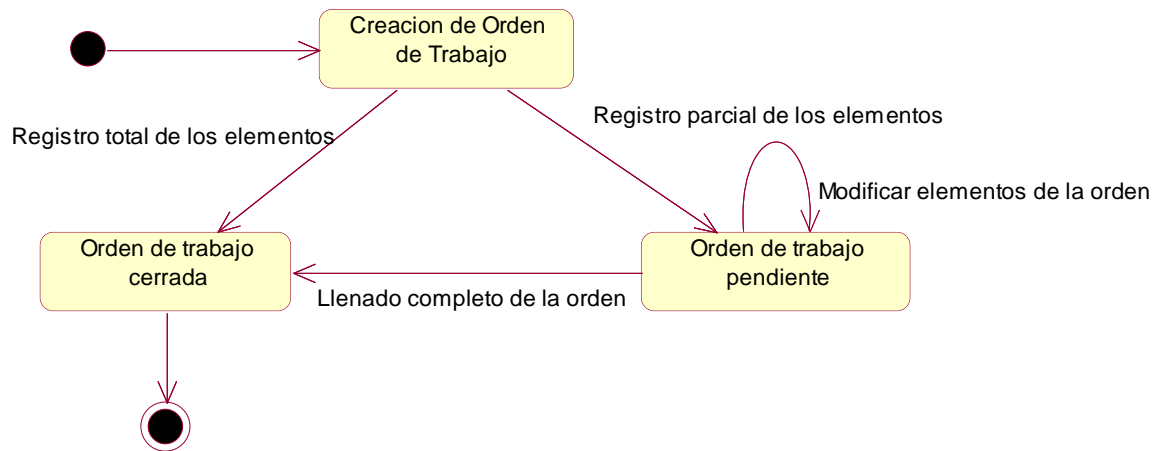 Creacion de Orden
de Trabajo
Registro total de los elementos
Registro parcial de los elementos
Modificar elementos de la orden
Orden de trabajo
cerrada
Llenado completo de la orden
Orden de trabajo
pendiente